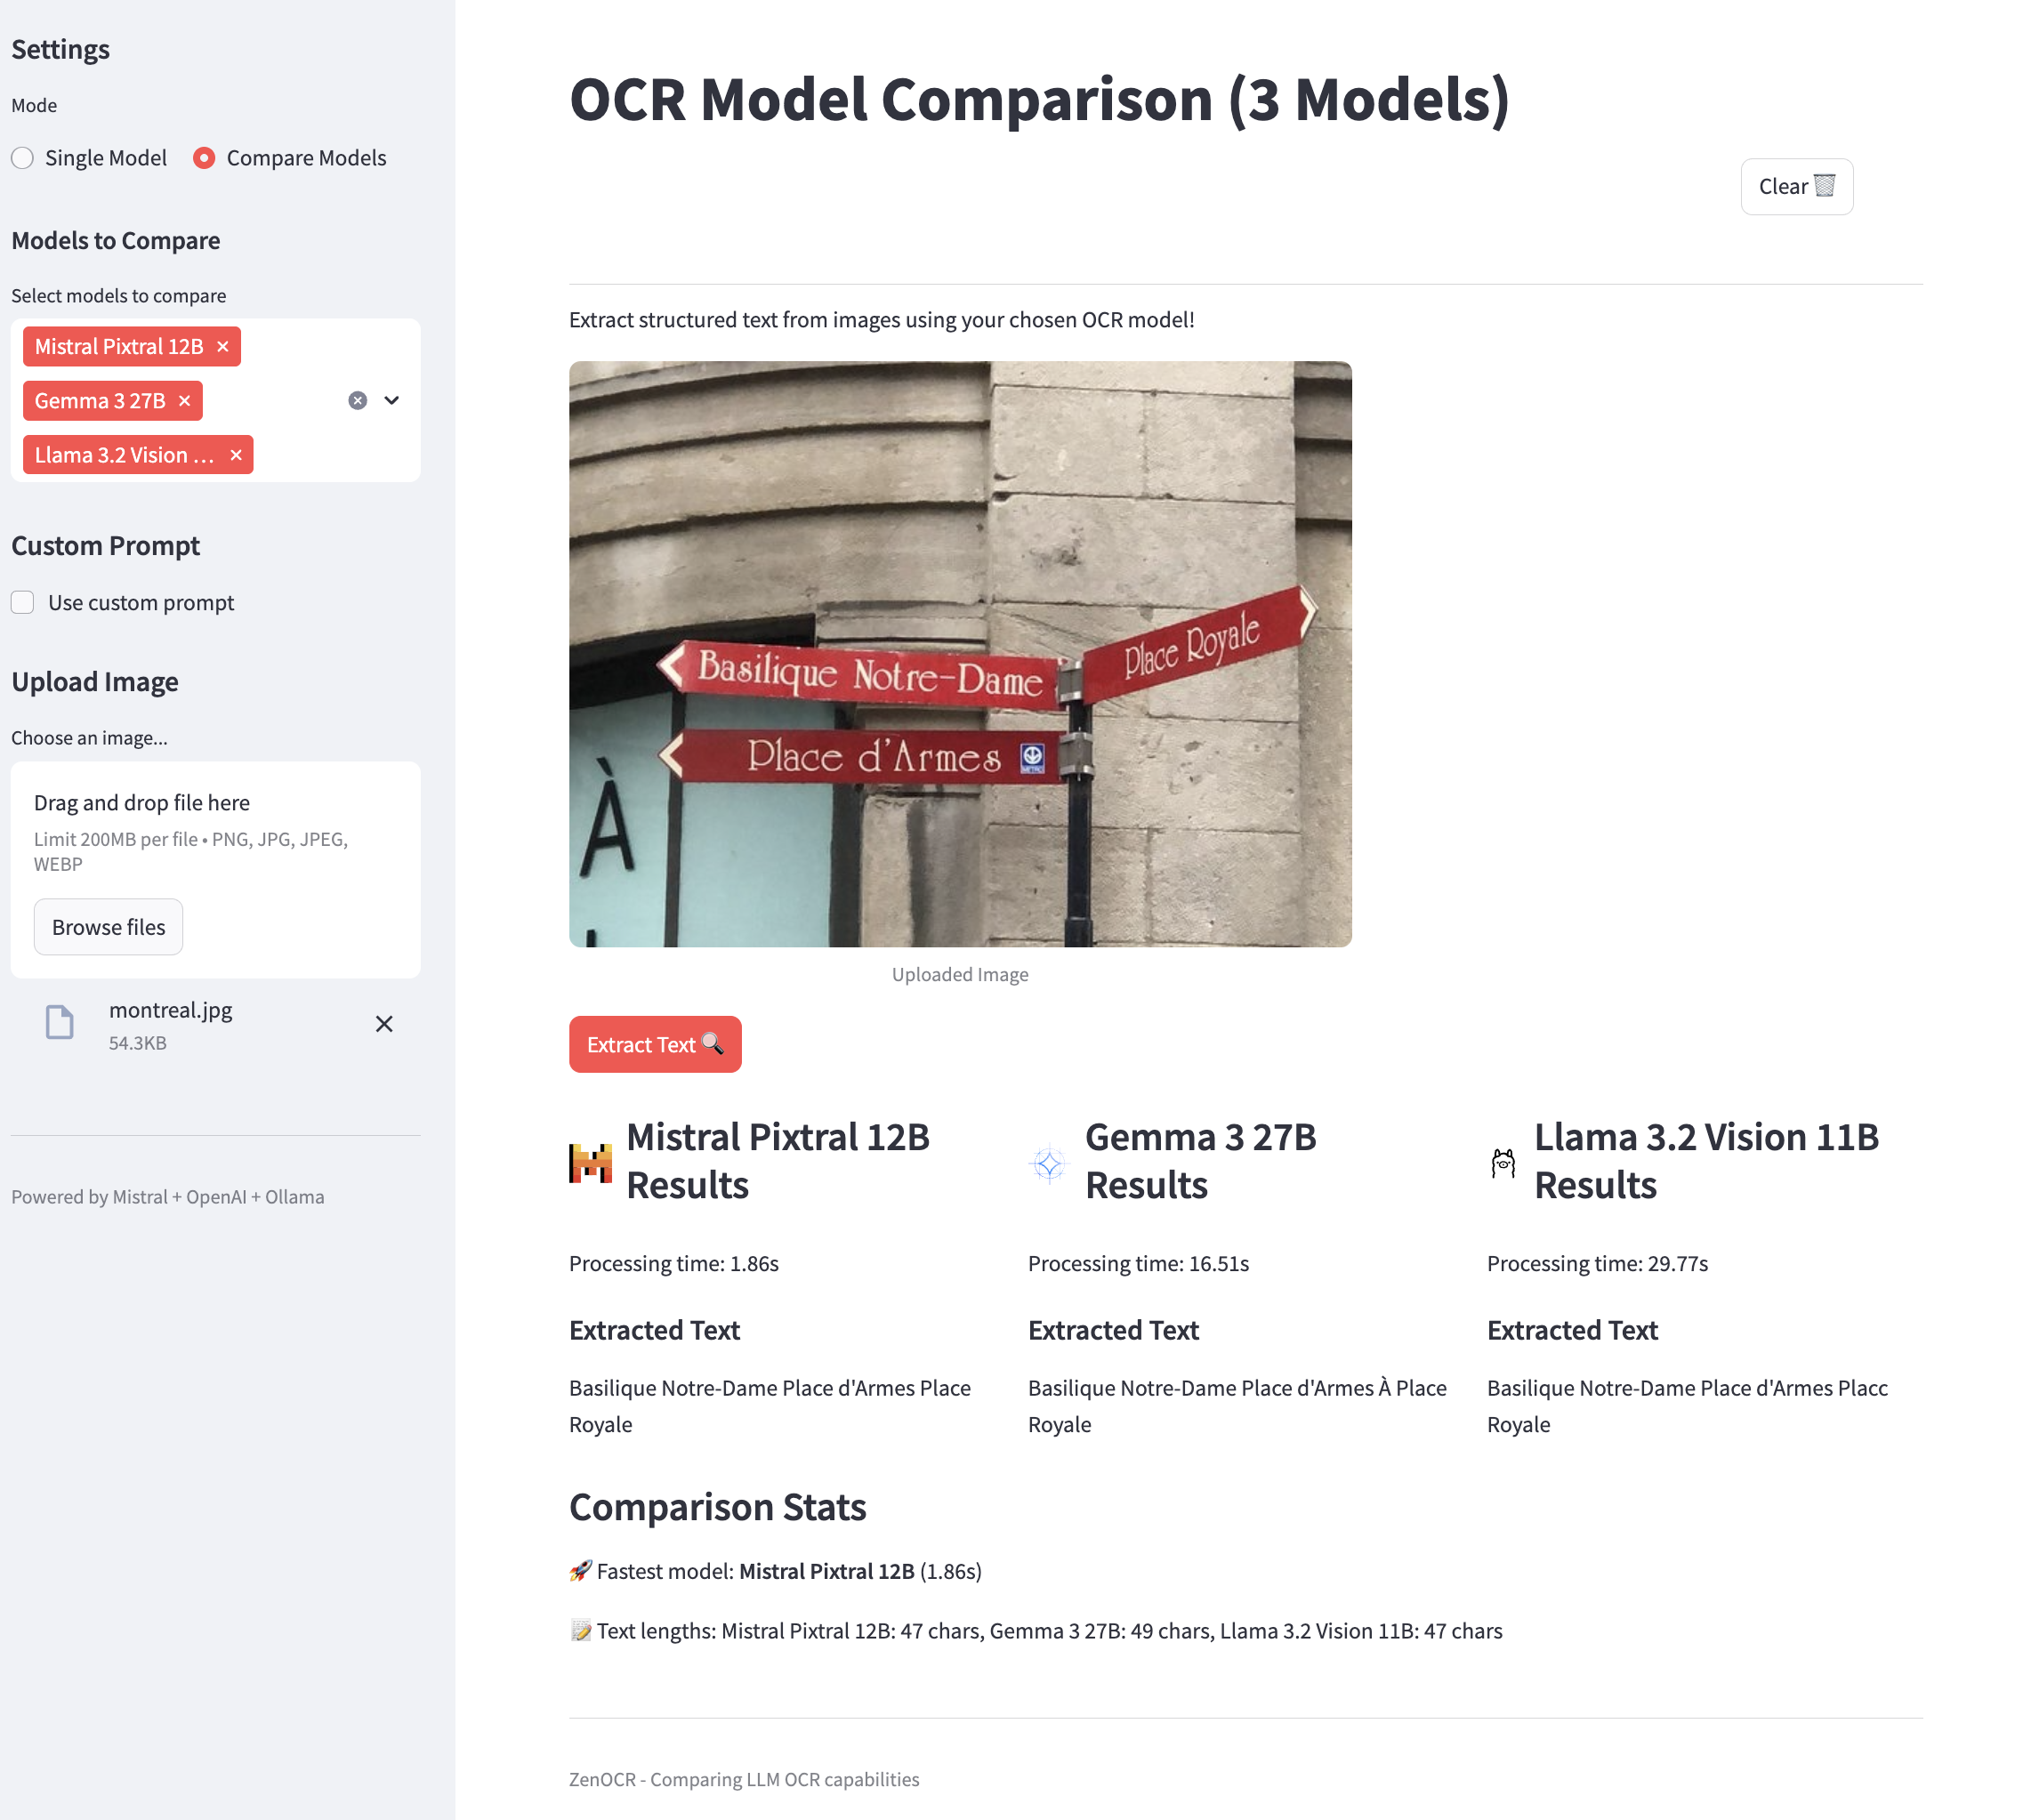 Settings
Mode
Single Model
Compare Models
Models to Compare
Select models to compare
Mistral Pixtral 12B
Gemma 3 27B
Llama 3.2 Vision …
Custom Prompt
Use custom prompt
Upload Image
Choose an image...
Drag and drop file here
Limit 200MB per file • PNG, JPG, JPEG,
WEBP
Browse files
montreal.jpg
54.3KB
Powered by Mistral + OpenAI + Ollama
OCR Model Comparison (3 Models)
Clear 🗑️
Extract structured text from images using your chosen OCR model!
Place Royale
Basilique Notre-Dame
Place d'Armes
METRO
À
Uploaded Image
Extract Text 🔍
Mistral Pixtral 12B
Results
Processing time: 1.86s
Extracted Text
Basilique Notre-Dame Place d'Armes Place
Royale
Gemma 3 27B
Results
Processing time: 16.51s
Extracted Text
Basilique Notre-Dame Place d'Armes À Place
Royale
Llama 3.2 Vision 11B
Results
Processing time: 29.77s
Extracted Text
Basilique Notre-Dame Place d'Armes Placc
Royale
Comparison Stats
🚀 Fastest model: Mistral Pixtral 12B (1.86s)
📝 Text lengths: Mistral Pixtral 12B: 47 chars, Gemma 3 27B: 49 chars, Llama 3.2 Vision 11B: 47 chars
ZenOCR - Comparing LLM OCR capabilities